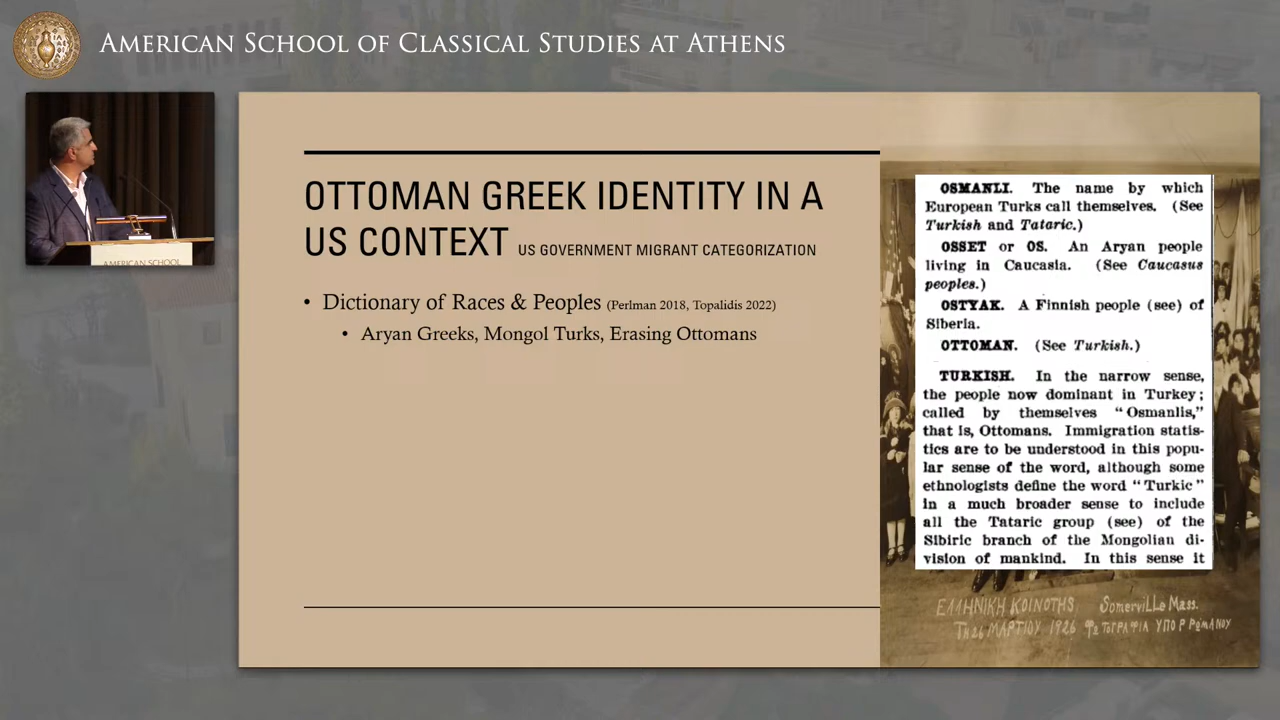 AMERICAN SCHOOL OF CLASSICAL STUDIES AT ATHENS
AMERICAN SCHOOL
OTTOMAN GREEK IDENTITY IN A
US CONTEXT US GOVERNMENT MIGRANT CATEGORIZATION
• Dictionary of Races & Peoples (Perlman 2018, Topalidis 2022)
• Aryan Greeks, Mongol Turks, Erasing Ottomans
OSMANLI. The name by which
European Turks call themselves. (See
Turkish and Tataric.)
OSSET or OS. An Aryan people
living in Caucasia. (See Caucasus
peoples.)
OSTYAK. A Finnish people (see) of
Siberia.
OTTOMAN. (See Turkish.)
TURKISH. In the narrow sense,
the people now dominant in Turkey;
called by themselves "Osmanlis,"
that is, Ottomans. Immigration statis-
tics are to be understood in this popu-
lar sense of the word, although some
ethnologists define the word "Turkic"
in a much broader sense to include
all the Tataric group (see) of the
Sibiric branch of the Mongolian di-
vision of mankind. In this sense it
ΕΛΛΗΝΙΚΗ ΚΟΙΝΟΤΗΣ Somerville Mass.
ΤΗ 26 ΜΑΡΤΙΟΥ 1926 ΦΩΤΟΓΡΑΦΙΑ ΥΠΟ Ρ ΡΩΜΑΝΟΥ